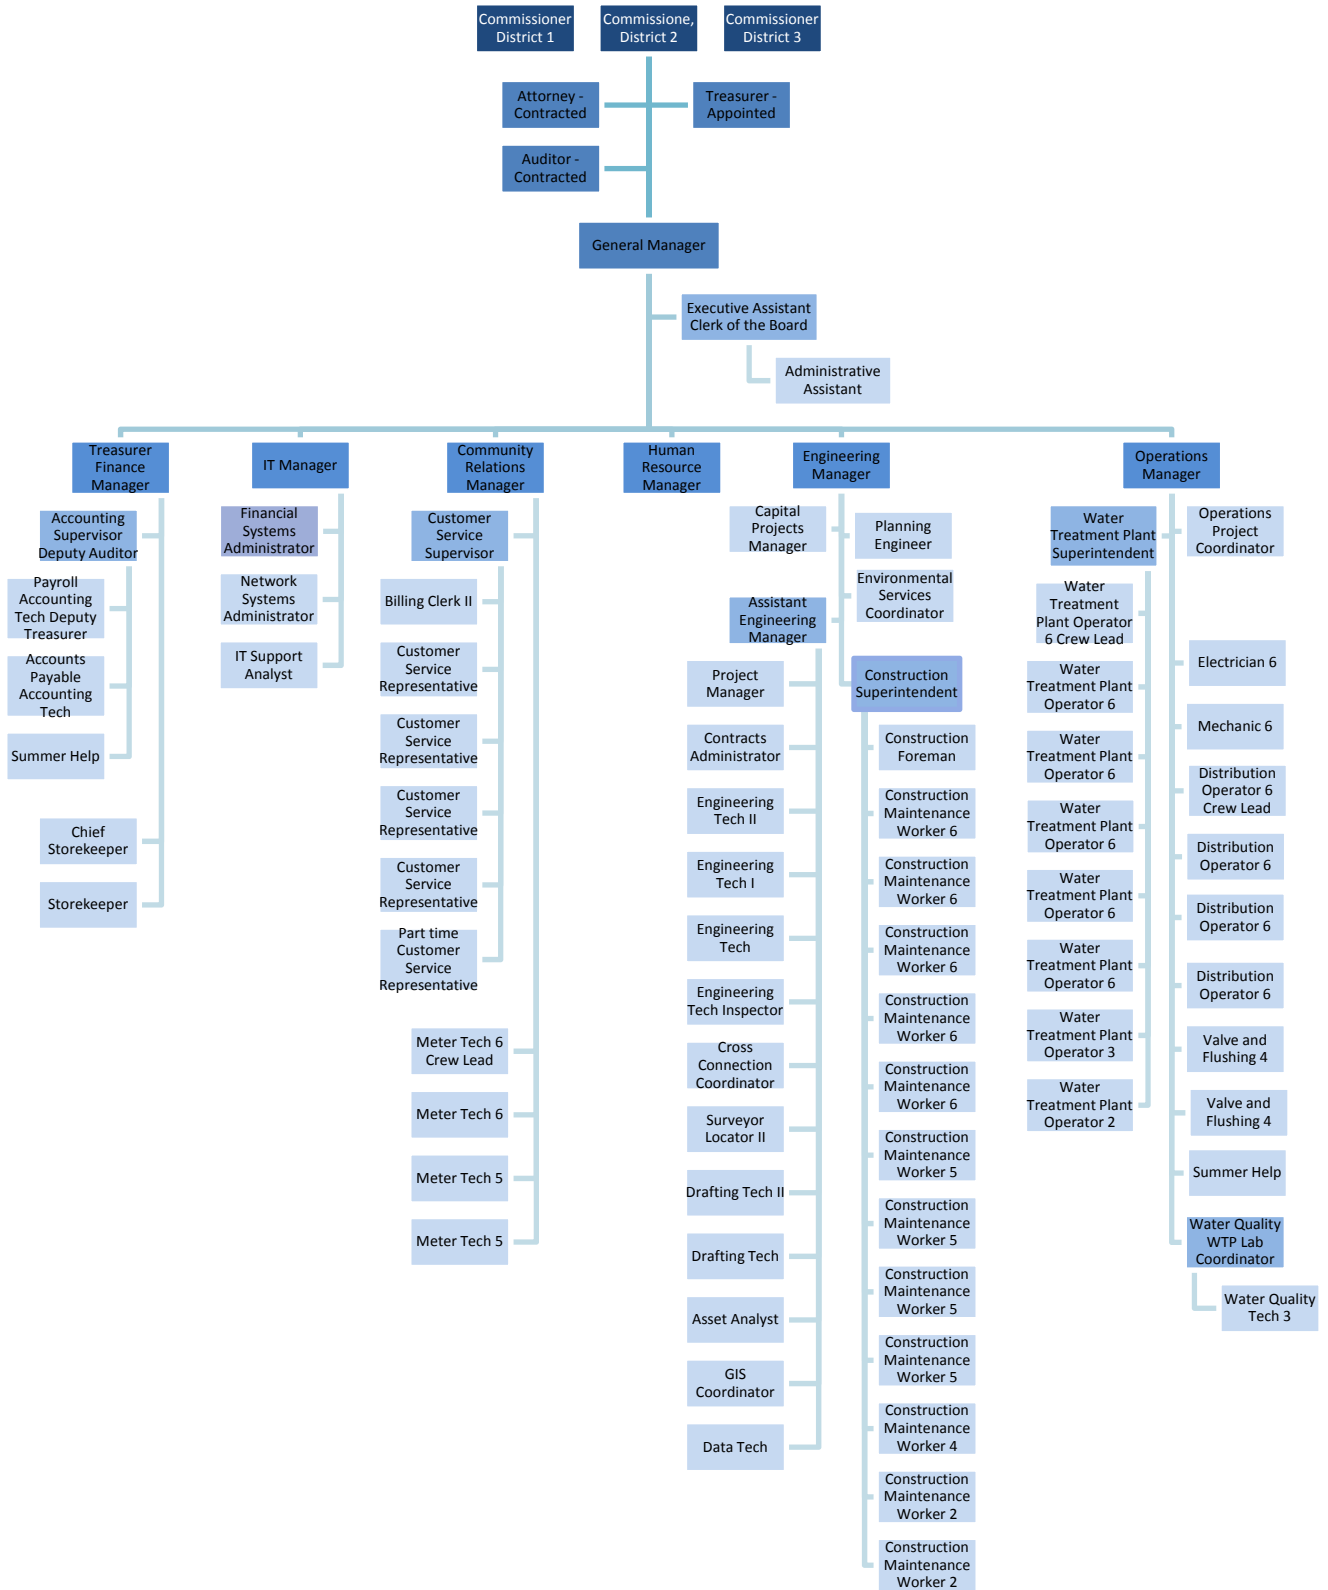 Commissioner
District 1
Commissione,
District 2
Commissioner
District 3
Attorney -
Contracted
Treasurer -
Appointed
Auditor -
Contracted
General Manager
Executive Assistant
Clerk of the Board
Administrative
Assistant
Treasurer
Finance
Manager
IT Manager
Community
Relations
Manager
Human
Resource
Manager
Engineering
Manager
Operations
Manager
Accounting
Supervisor
Deputy Auditor
Payroll
Accounting
Tech Deputy
Treasurer
Accounts
Payable
Accounting
Tech
Summer Help
Chief
Storekeeper
Storekeeper
Financial
Systems
Administrator
Network
Systems
Administrator
IT Support
Analyst
Customer
Service
Supervisor
Billing Clerk II
Customer
Service
Representative
Customer
Service
Representative
Customer
Service
Representative
Customer
Service
Representative
Part time
Customer
Service
Representative
Meter Tech 6
Crew Lead
Meter Tech 6
Meter Tech 5
Meter Tech 5
Capital
Projects
Manager
Planning
Engineer
Environmental
Services
Coordinator
Assistant
Engineering
Manager
Project
Manager
Contracts
Administrator
Engineering
Tech II
Engineering
Tech I
Engineering
Tech
Engineering
Tech Inspector
Cross
Connection
Coordinator
Surveyor
Locator II
Drafting Tech II
Drafting Tech
Asset Analyst
GIS
Coordinator
Data Tech
Construction
Superintendent
Construction
Foreman
Construction
Maintenance
Worker 6
Construction
Maintenance
Worker 6
Construction
Maintenance
Worker 6
Construction
Maintenance
Worker 6
Construction
Maintenance
Worker 6
Construction
Maintenance
Worker 5
Construction
Maintenance
Worker 5
Construction
Maintenance
Worker 5
Construction
Maintenance
Worker 5
Construction
Maintenance
Worker 4
Construction
Maintenance
Worker 2
Construction
Maintenance
Worker 2
Water
Treatment Plant
Superintendent
Water
Treatment
Plant Operator
6 Crew Lead
Water
Treatment Plant
Operator 6
Water
Treatment Plant
Operator 6
Water
Treatment Plant
Operator 6
Water
Treatment Plant
Operator 6
Water
Treatment Plant
Operator 6
Water
Treatment Plant
Operator 3
Water
Treatment Plant
Operator 2
Operations
Project
Coordinator
Electrician 6
Mechanic 6
Distribution
Operator 6
Crew Lead
Distribution
Operator 6
Distribution
Operator 6
Distribution
Operator 6
Valve and
Flushing 4
Valve and
Flushing 4
Summer Help
Water Quality
WTP Lab
Coordinator
Water Quality
Tech 3